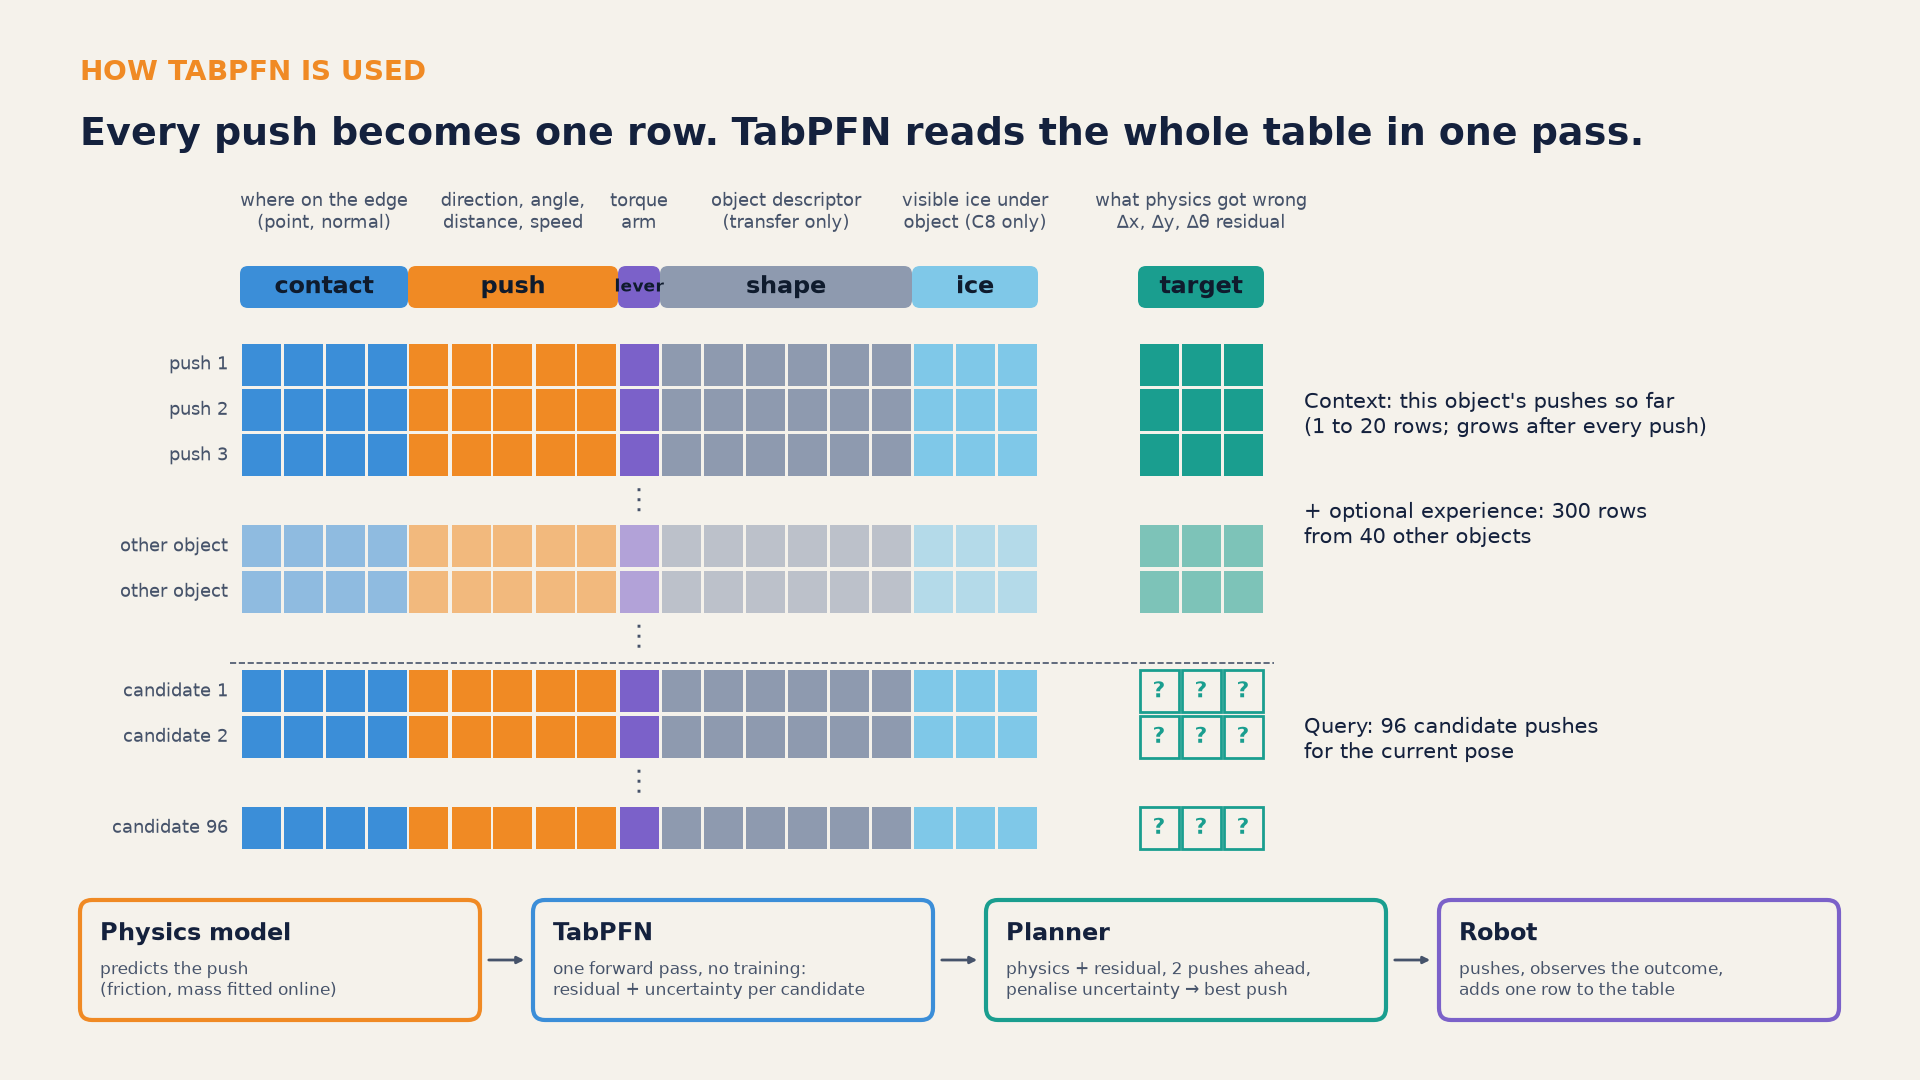 HOW TABPFN IS USED
Every push becomes one row. TabPFN reads the whole table in one pass.
where on the edge
(point, normal)
direction, angle,
distance, speed
torque
arm
object descriptor
(transfer only)
visible ice under
object (C8 only)
what physics got wrong
Δx, Δy, Δθ residual
contact
push
lever
shape
ice
target
push 1
push 2
push 3
Context: this object's pushes so far
(1 to 20 rows; grows after every push)
⋮
+ optional experience: 300 rows
from 40 other objects
other object
other object
⋮
candidate 1 ? ? ?
candidate 2 ? ? ?
Query: 96 candidate pushes
for the current pose
⋮
candidate 96 ? ? ?
Physics model
predicts the push
(friction, mass fitted online)
TabPFN
one forward pass, no training:
residual + uncertainty per candidate
Planner
physics + residual, 2 pushes ahead,
penalise uncertainty → best push
Robot
pushes, observes the outcome,
adds one row to the table